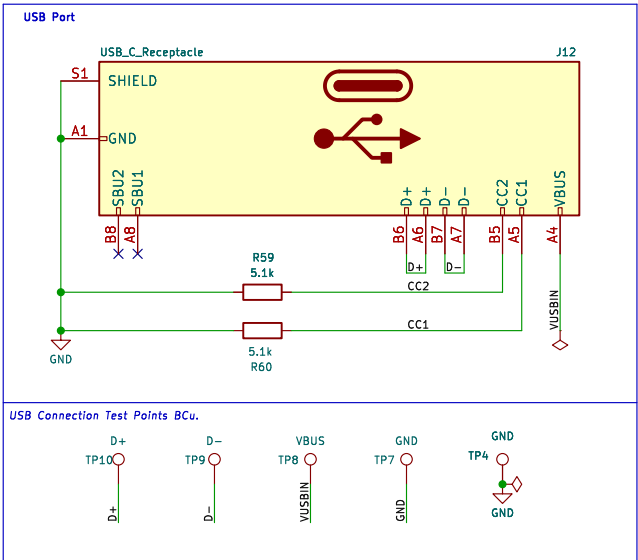 USB Port
USB_C_Receptacle J12
S1 SHIELD
A1 GND
SBU2 SBU1 D+ D+ D- D- CC2 CC1 VBUS
B8 A8 B6 A6 B7 A7 B5 A5 A4
D+ D-
R59
5.1k
CC2
VUSBIN
CC1
GND
5.1k
R60
USB Connection Test Points BCu.
D+ D- VBUS GND GND
TP10 TP9 TP8 TP7 TP4
D+ D- VUSBIN GND GND